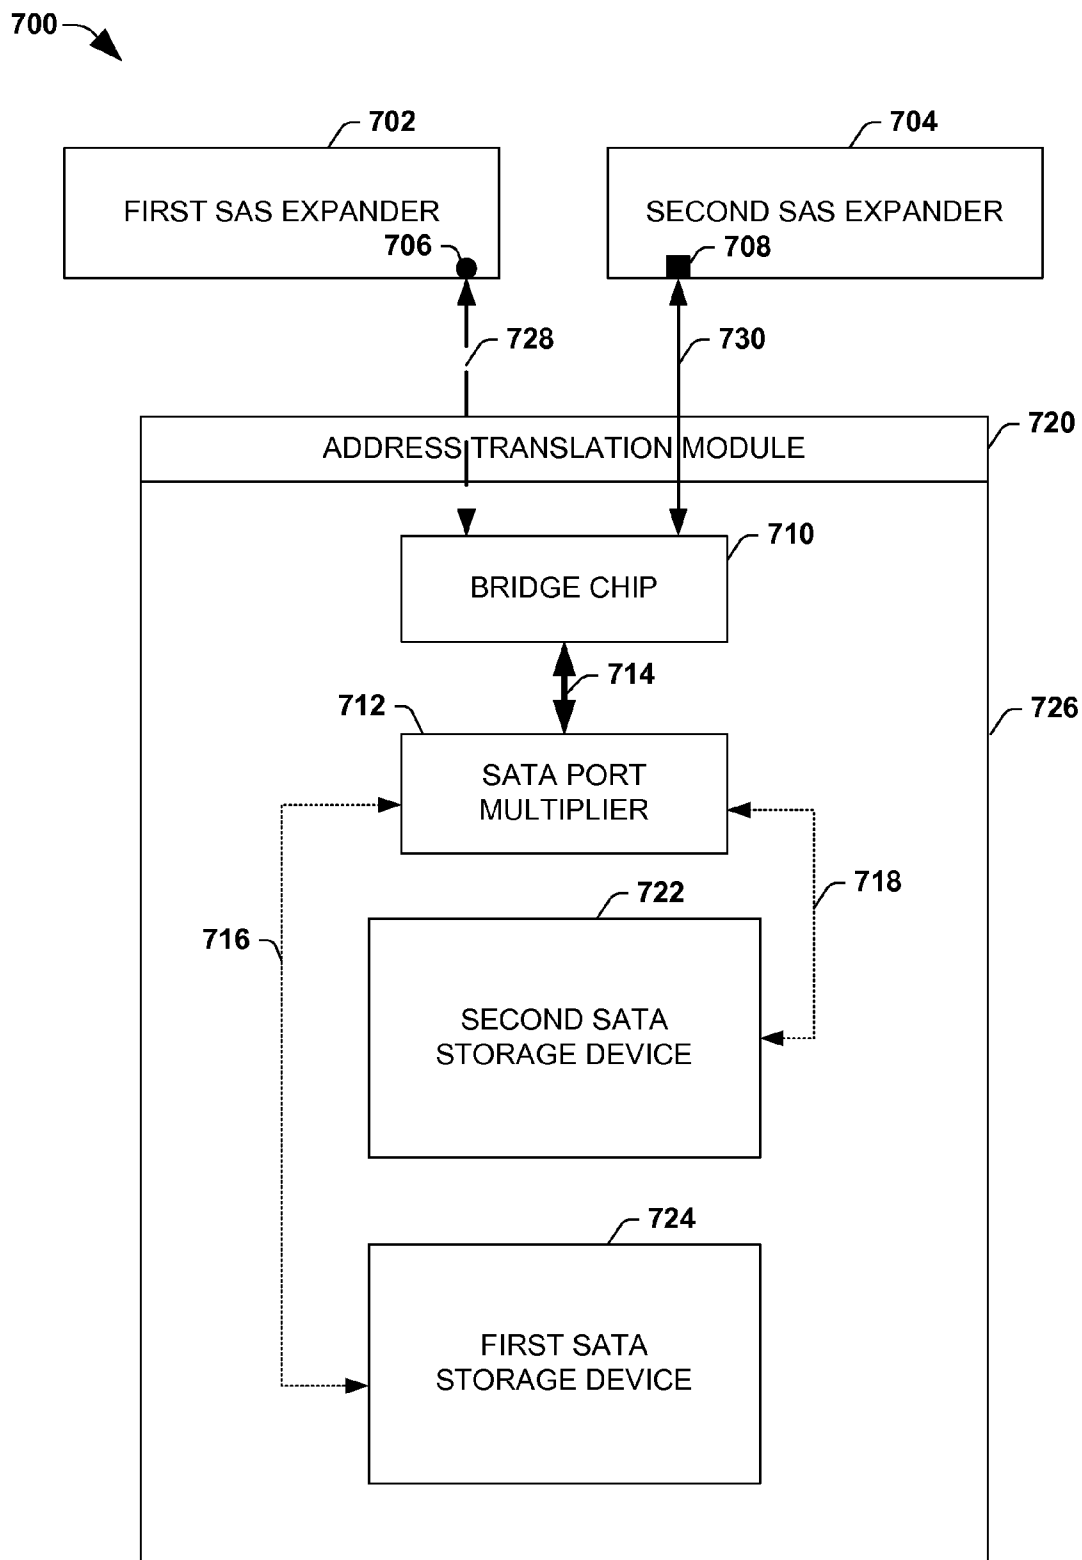 700
702
704
FIRST SAS EXPANDER
SECOND SAS EXPANDER
706
708
728
730
720
ADDRESS TRANSLATION MODULE
710
BRIDGE CHIP
714
712
726
SATA PORT
MULTIPLIER
718
722
716
SECOND SATA
STORAGE DEVICE
724
FIRST SATA
STORAGE DEVICE